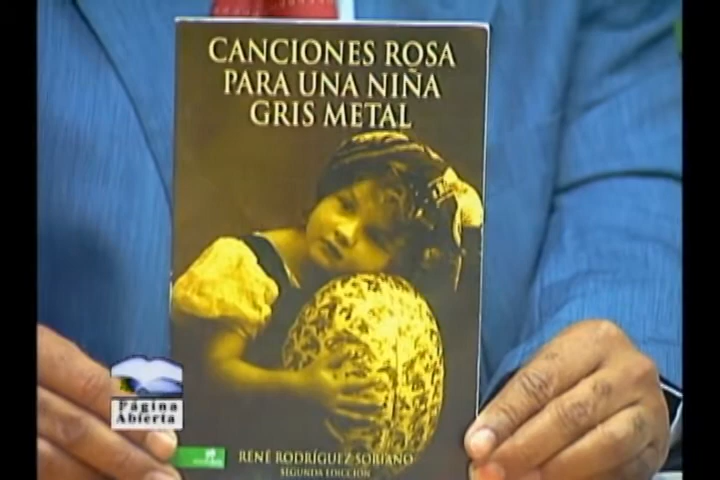 CANCIONES ROSA
PARA UNA NIÑA
GRIS METAL
RENÉ RODRÍGUEZ SORIANO
SEGUNDA EDICIÓN
Página
Abierta